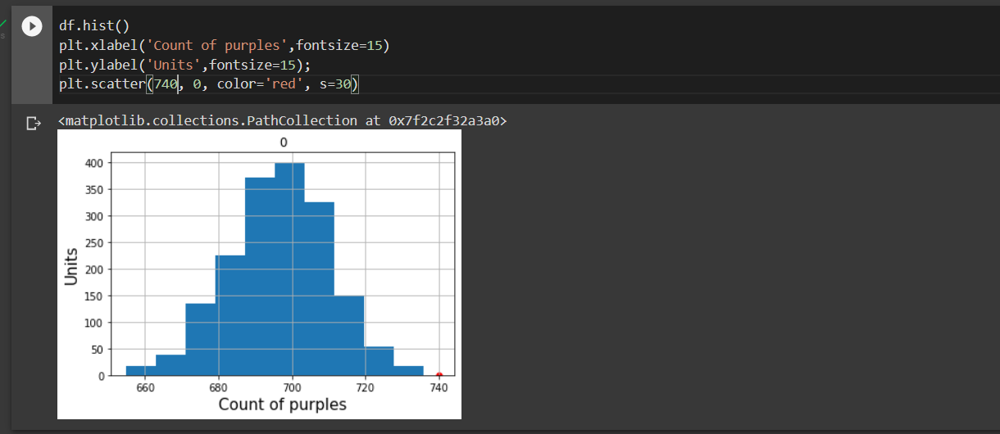 df.hist()
plt.xlabel('Count of purples',fontsize=15)
plt.ylabel('Units',fontsize=15);
plt.scatter(740, 0, color='red', s=30)
<matplotlib.collections.PathCollection at 0x7f2c2f32a3a0>
0
400
350
300
250
200
150
100
50
0
Units
660 680 700 720 740
Count of purples